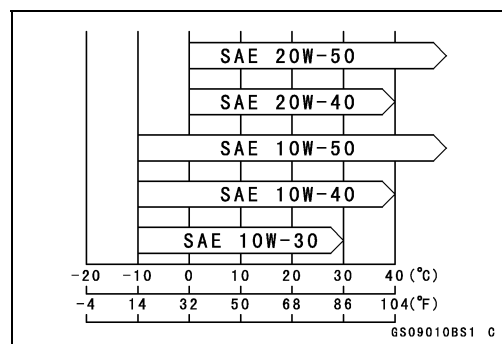 SAE 20W-50
SAE 20W-40
SAE 10W-50
SAE 10W-40
SAE 10W-30
-20 -10 0 10 20 30 40 (°C)
-4 14 32 50 68 86 104 (°F)
GS09010BS1 C